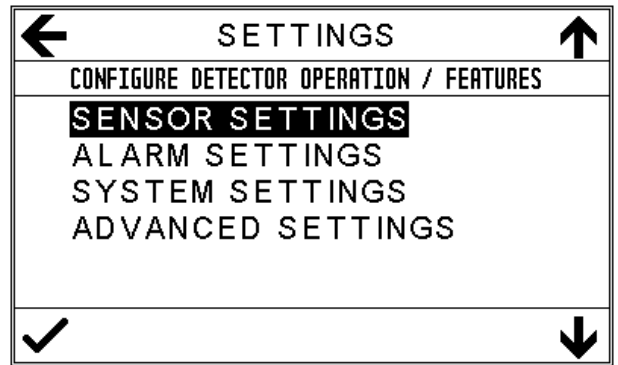 SETTINGS
CONFIGURE DETECTOR OPERATION / FEATURES
SENSOR SETTINGS
ALARM SETTINGS
SYSTEM SETTINGS
ADVANCED SETTINGS